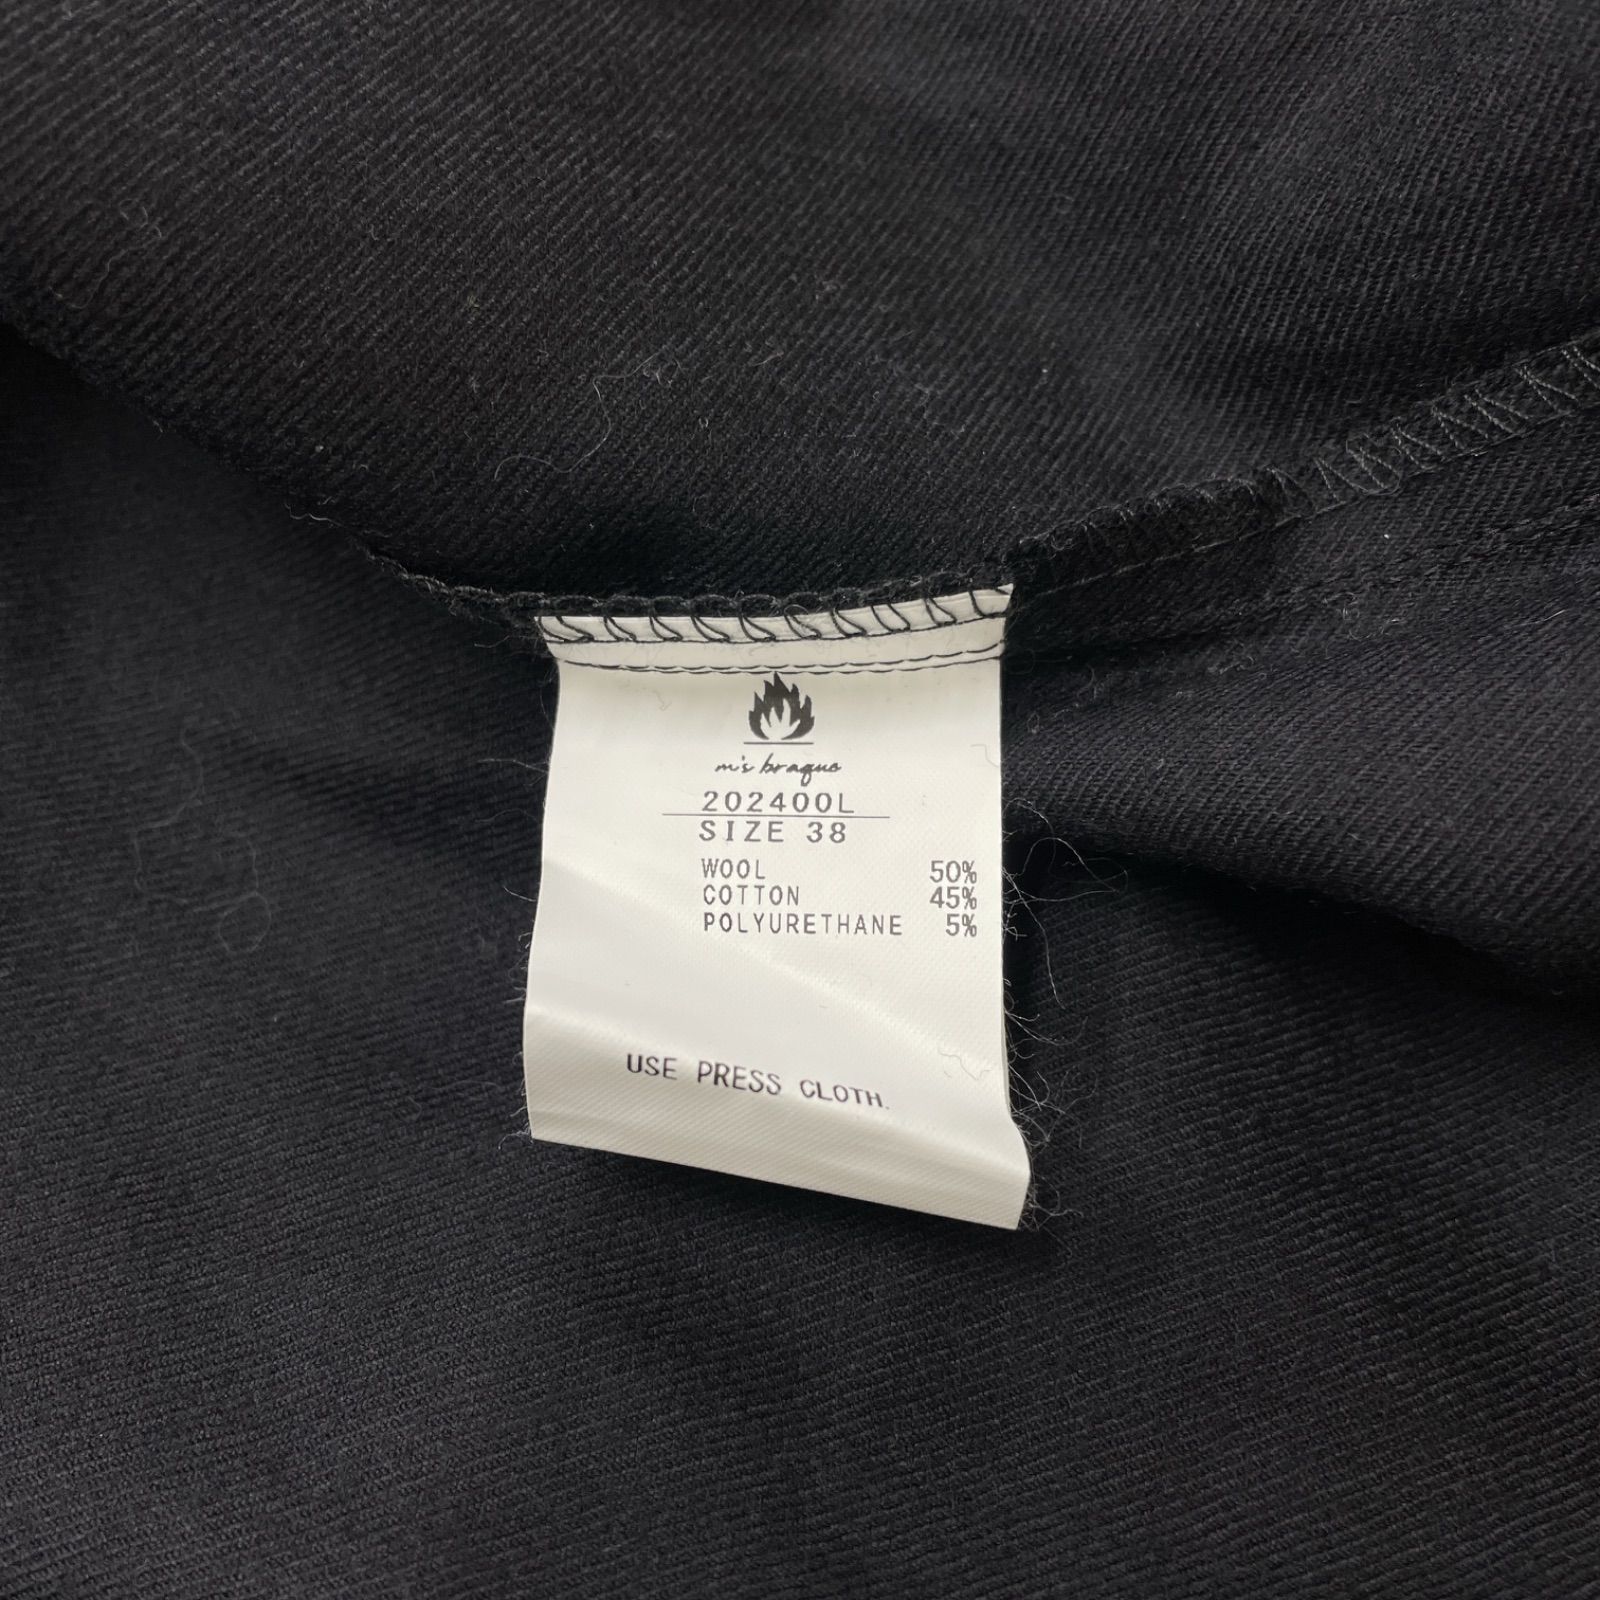 m's braque
202400L
SIZE 38
WOOL 50%
COTTON 45%
POLYURETHANE 5%
USE PRESS CLOTH.